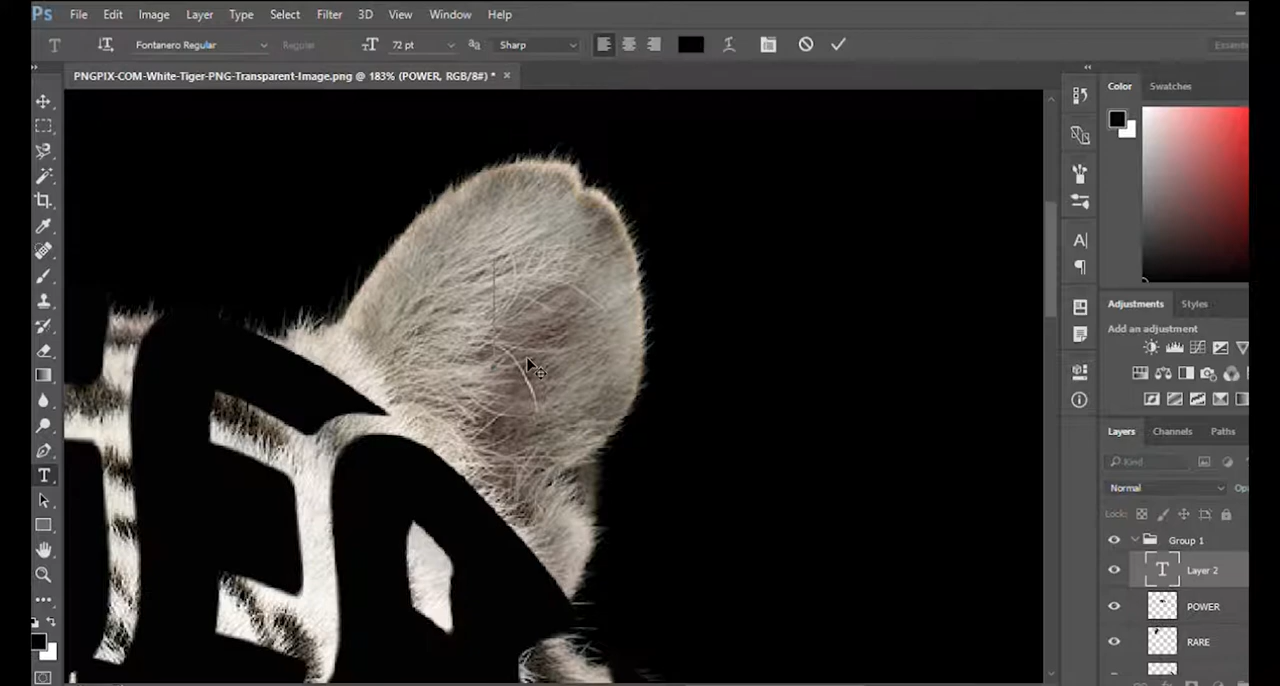 Ps File Edit Image Layer Type Select Filter 3D View Window Help
T Fontanero Regular Regular 72 pt aa Sharp
PNGPIX-COM-White-Tiger-PNG-Transparent-Image.png @ 183% (POWER, RGB/8#) * ×
Color Swatches
Adjustments Styles
Add an adjustment
Layers Channels Paths
Kind
Normal
Lock:
Group 1
T Layer 2
POWER
RARE